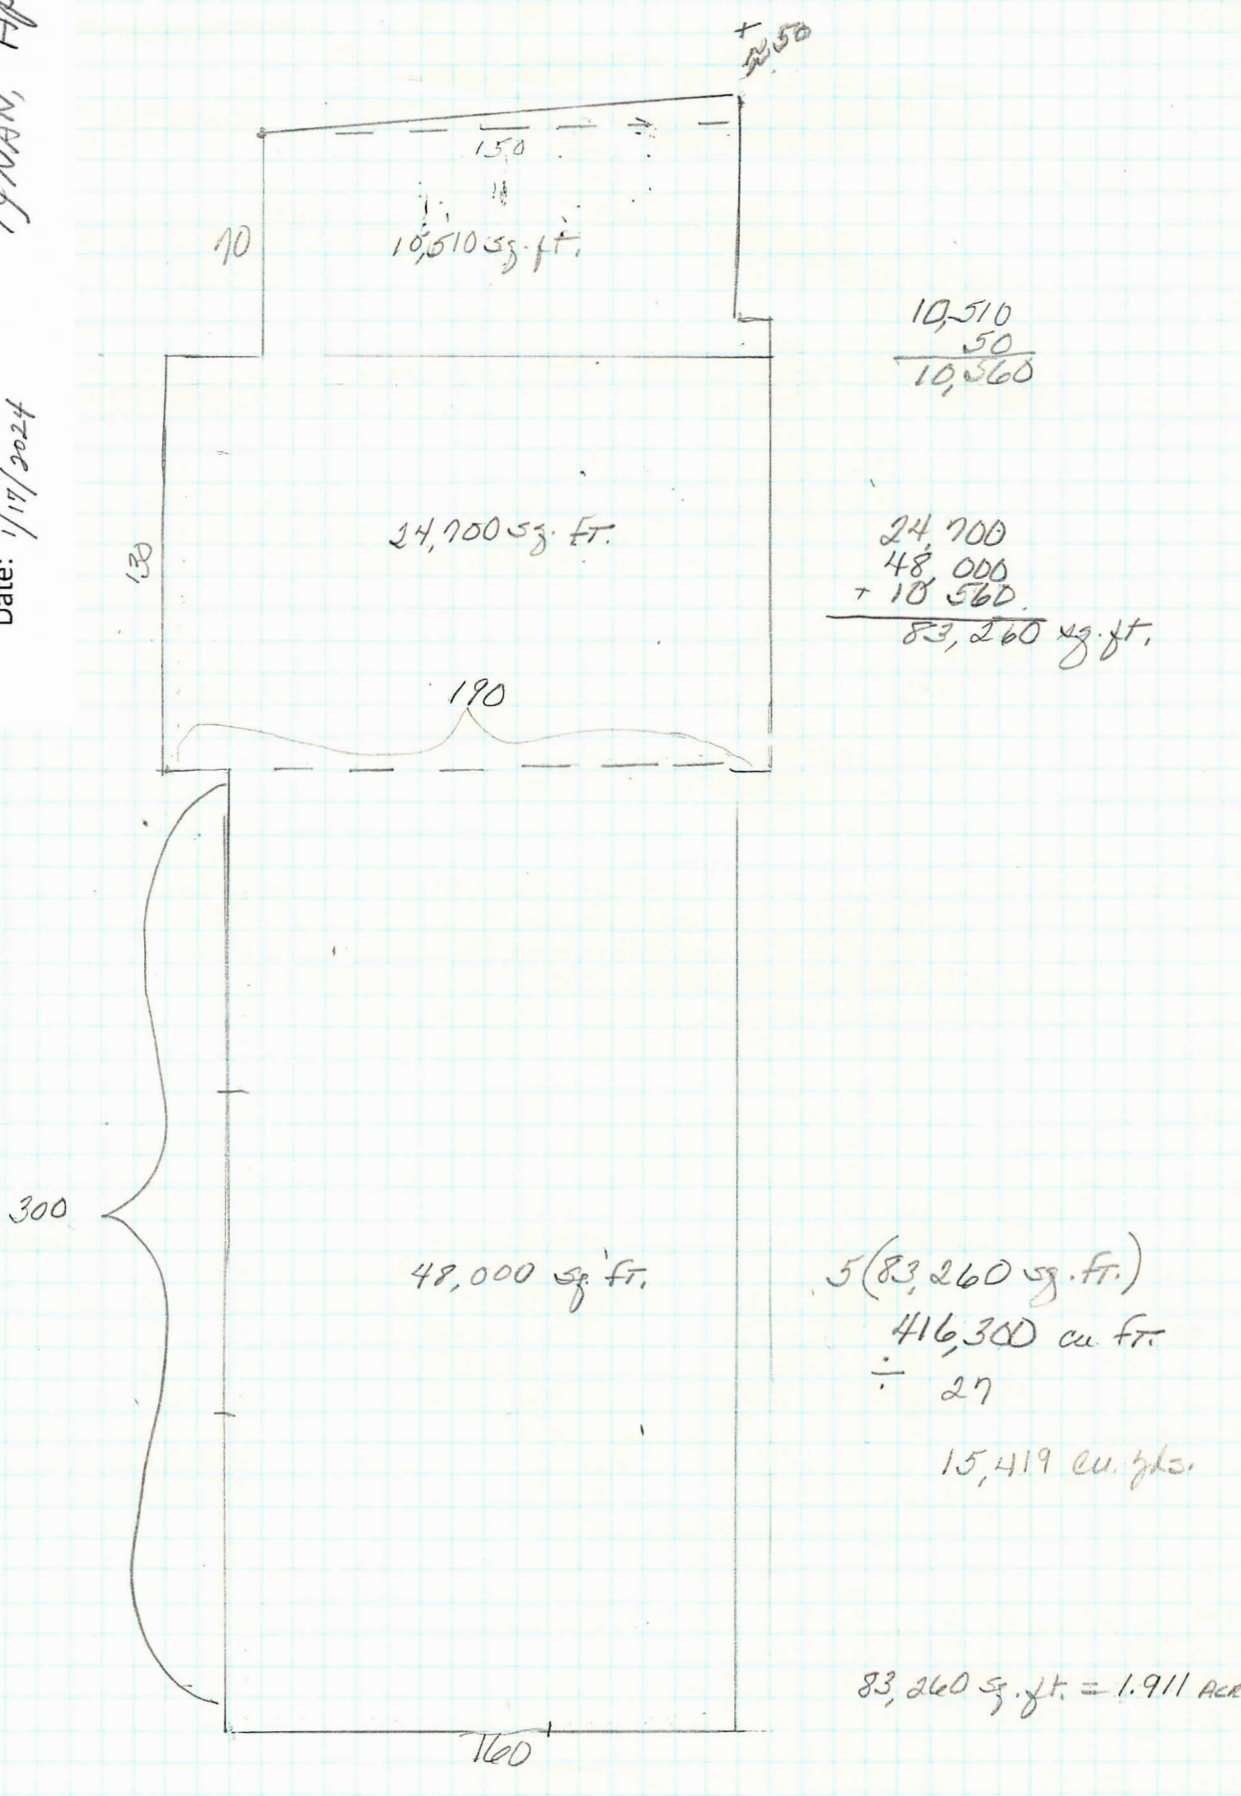 +
≈ 50
150
70
10,510 sq. ft.
10,510
50
10,560
Date: 1/17/2024
24,700 sq. FT.
130
24,700
48,000
+ 10 560
83,260 sq. ft.
190
300
48,000 sq. FT.
5(83,260 sq. FT.)
416,300 cu. FT.
÷ 27
15,419 cu. yds.
83,260 sq. ft. = 1.911 ACR
160